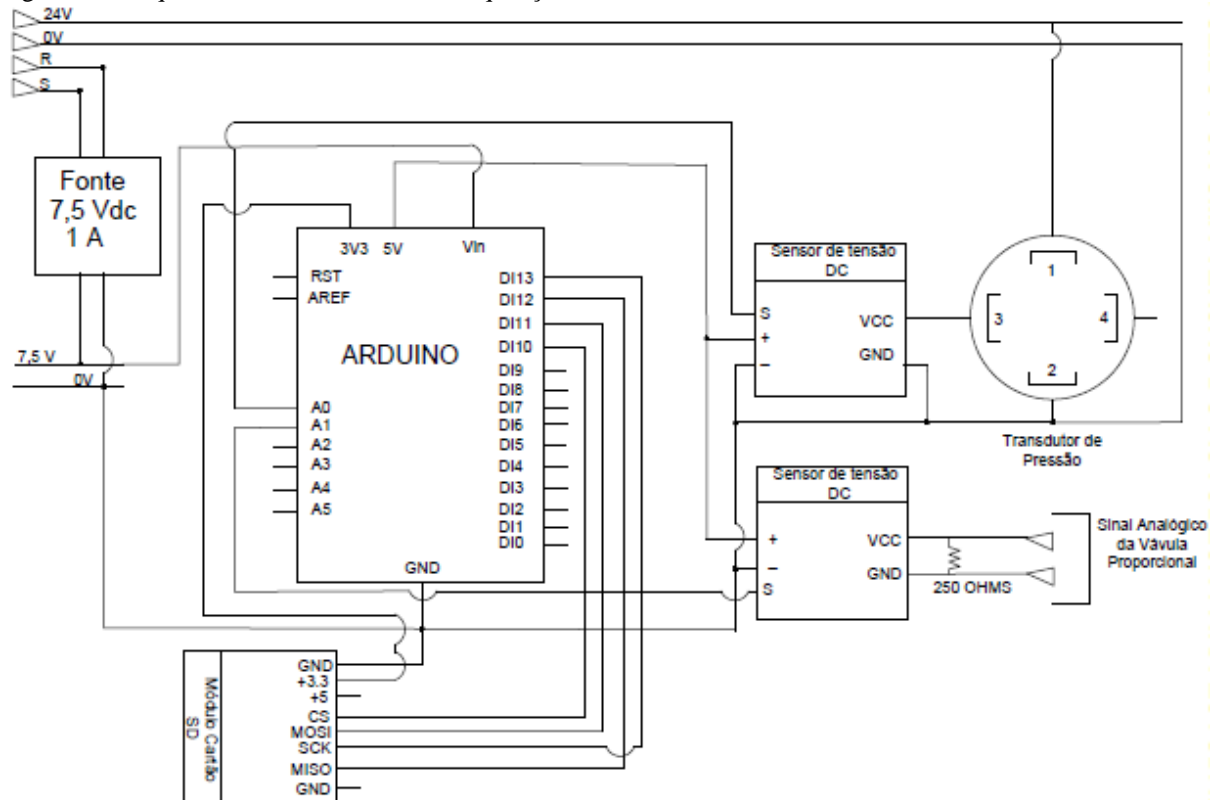 24V
0V
R
S
Fonte
7,5 Vdc
1 A
7,5 V
0V
3V3 5V Vin
RST
AREF
ARDUINO
A0
A1
A2
A3
A4
A5
DI13
DI12
DI11
DI10
DI9
DI8
DI7
DI6
DI5
DI4
DI3
DI2
DI1
DI0
GND
Sensor de tensão
DC
S
+
–
VCC
GND
1
3
4
2
Transdutor de
Pressão
Sensor de tensão
DC
+
–
S
VCC
GND
250 OHMS
Sinal Analógico
da Vávula
Proporcional
Módulo Cartão
SD
GND
+3.3
+5
CS
MOSI
SCK
MISO
GND